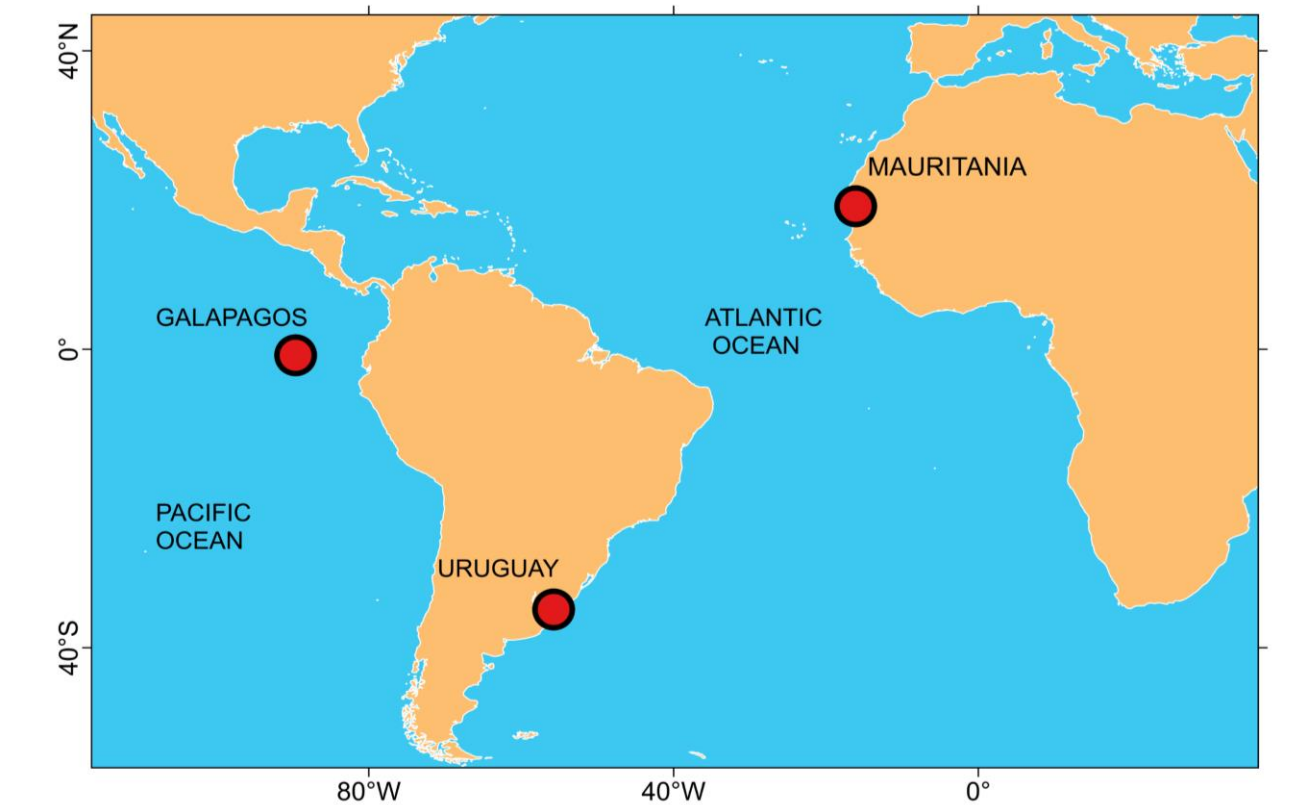 40°N
MAURITANIA
GALAPAGOS
ATLANTIC
OCEAN
0°
PACIFIC
OCEAN
URUGUAY
40°S
80°W
40°W
0°